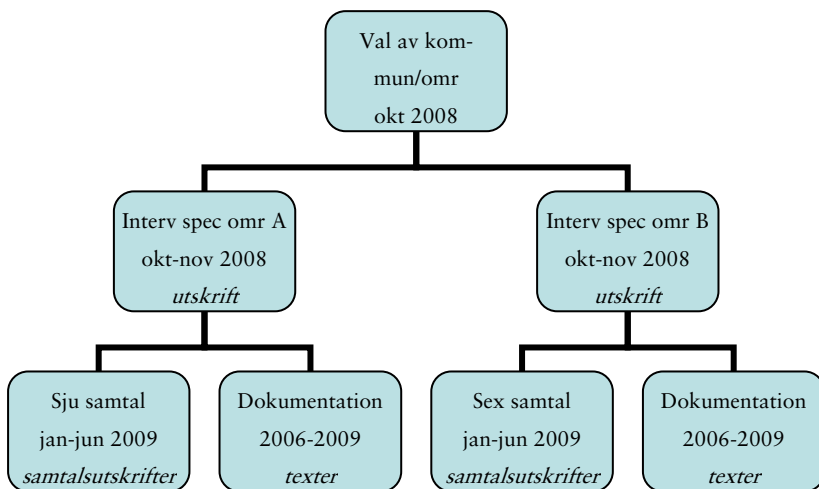 Val av kom-
mun/omr
okt 2008
Interv spec omr A
okt-nov 2008
utskrift
Interv spec omr B
okt-nov 2008
utskrift
Sju samtal
jan-jun 2009
samtalsutskrifter
Dokumentation
2006-2009
texter
Sex samtal
jan-jun 2009
samtalsutskrifter
Dokumentation
2006-2009
texter